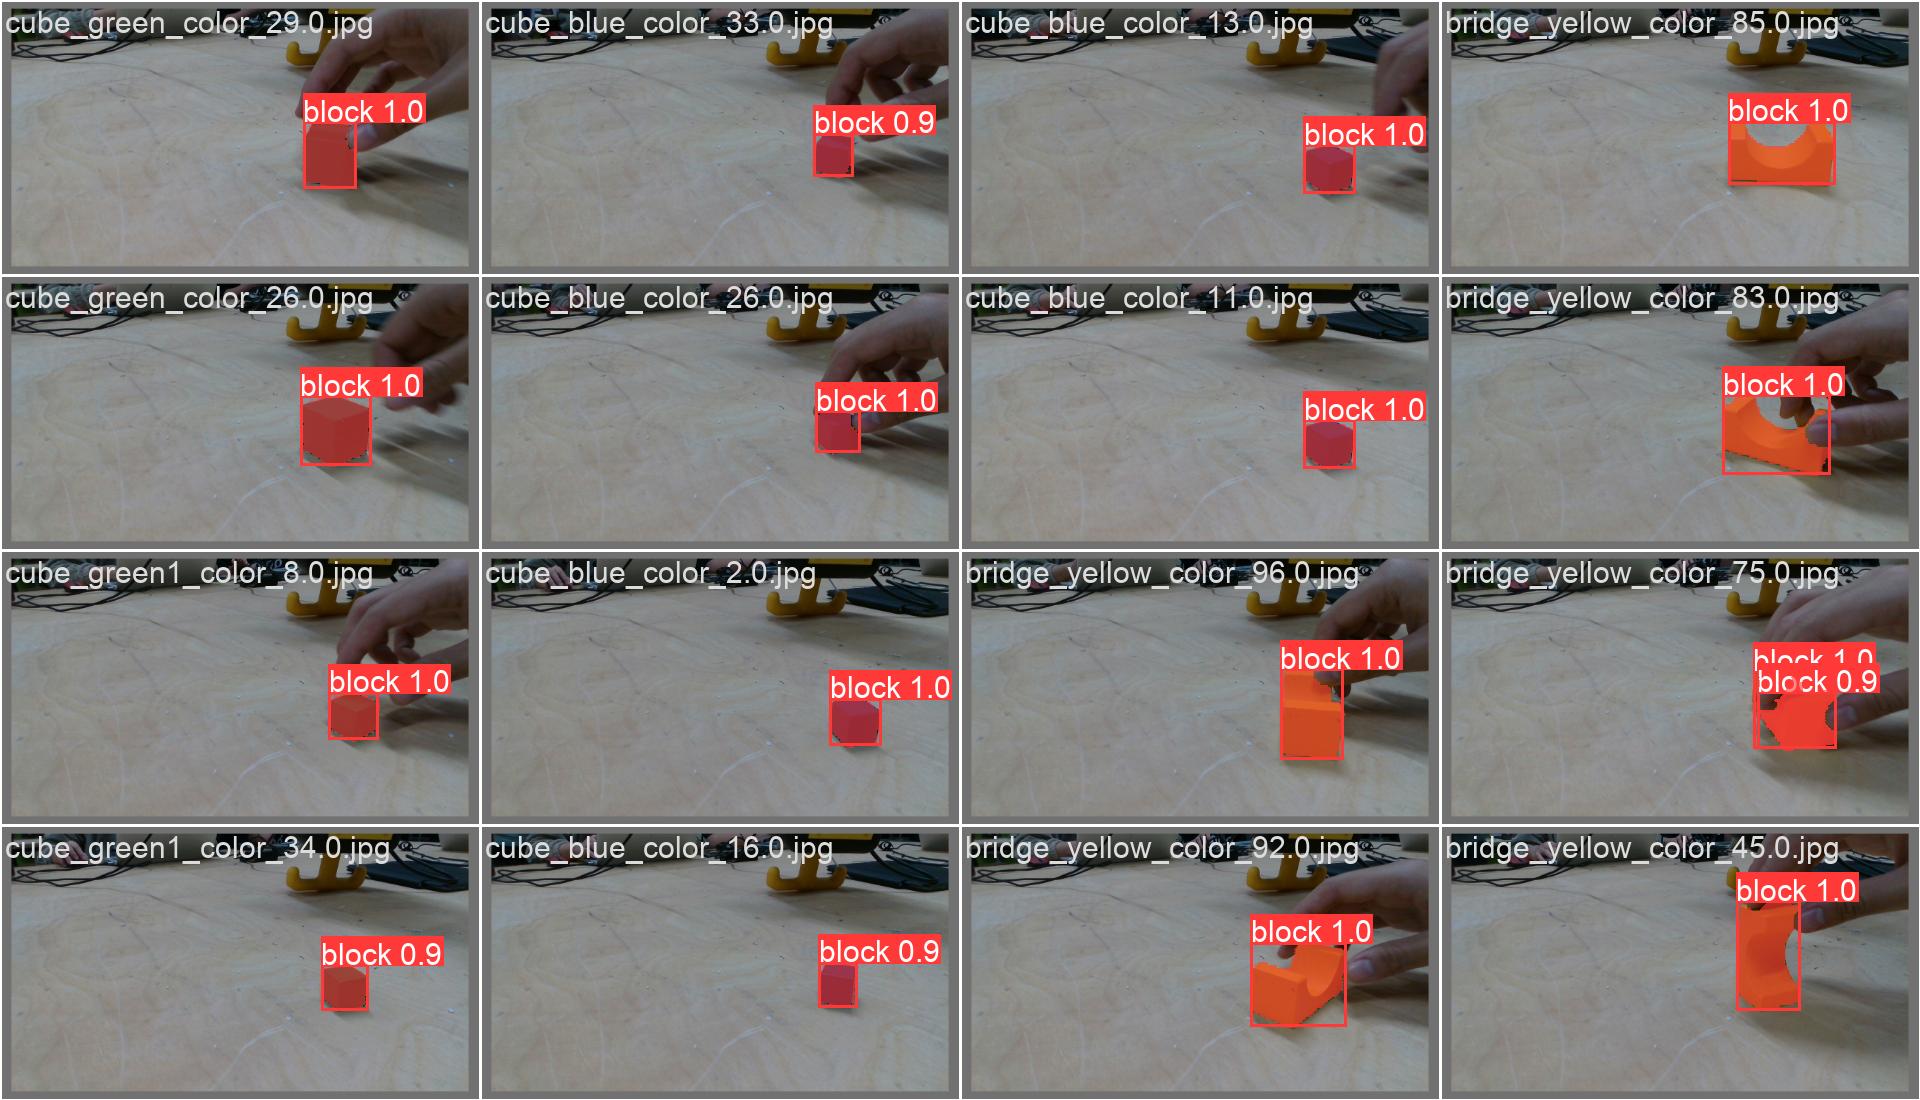 cube_green_color_29.0.jpg
block 1.0
cube_blue_color_33.0.jpg
block 0.9
cube_blue_color_13.0.jpg
block 1.0
bridge_yellow_color_85.0.jpg
block 1.0
cube_green_color_26.0.jpg
block 1.0
cube_blue_color_26.0.jpg
block 1.0
cube_blue_color_11.0.jpg
block 1.0
bridge_yellow_color_83.0.jpg
block 1.0
cube_green1_color_8.0.jpg
block 1.0
cube_blue_color_2.0.jpg
block 1.0
bridge_yellow_color_96.0.jpg
block 1.0
bridge_yellow_color_75.0.jpg
block 1.0
block 0.9
cube_green1_color_34.0.jpg
block 0.9
cube_blue_color_16.0.jpg
block 0.9
bridge_yellow_color_92.0.jpg
block 1.0
bridge_yellow_color_45.0.jpg
block 1.0